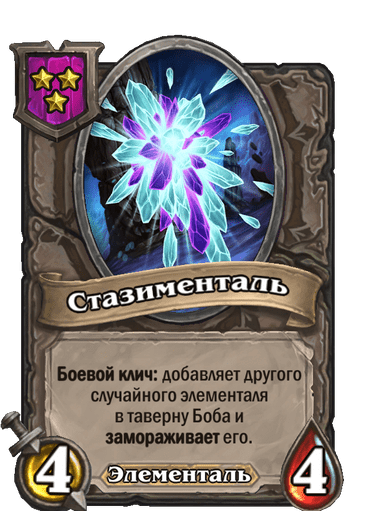 Стазименталь
Боевой клич: добавляет другого
случайного элементаля
в таверну Боба и
замораживает его.
4
Элементаль
4